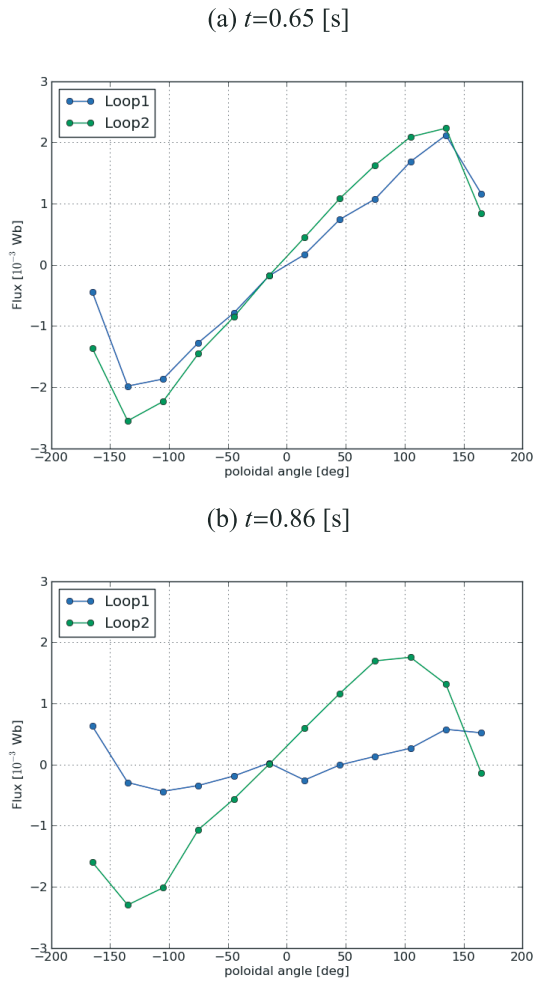 (a) t=0.65 [s]
Loop1
Loop2
3
2
1
0
−1
−2
−3
Flux [10⁻³ Wb]
−200 −150 −100 −50 0 50 100 150 200
poloidal angle [deg]
(b) t=0.86 [s]
Loop1
Loop2
3
2
1
0
−1
−2
−3
Flux [10⁻³ Wb]
−200 −150 −100 −50 0 50 100 150 200
poloidal angle [deg]